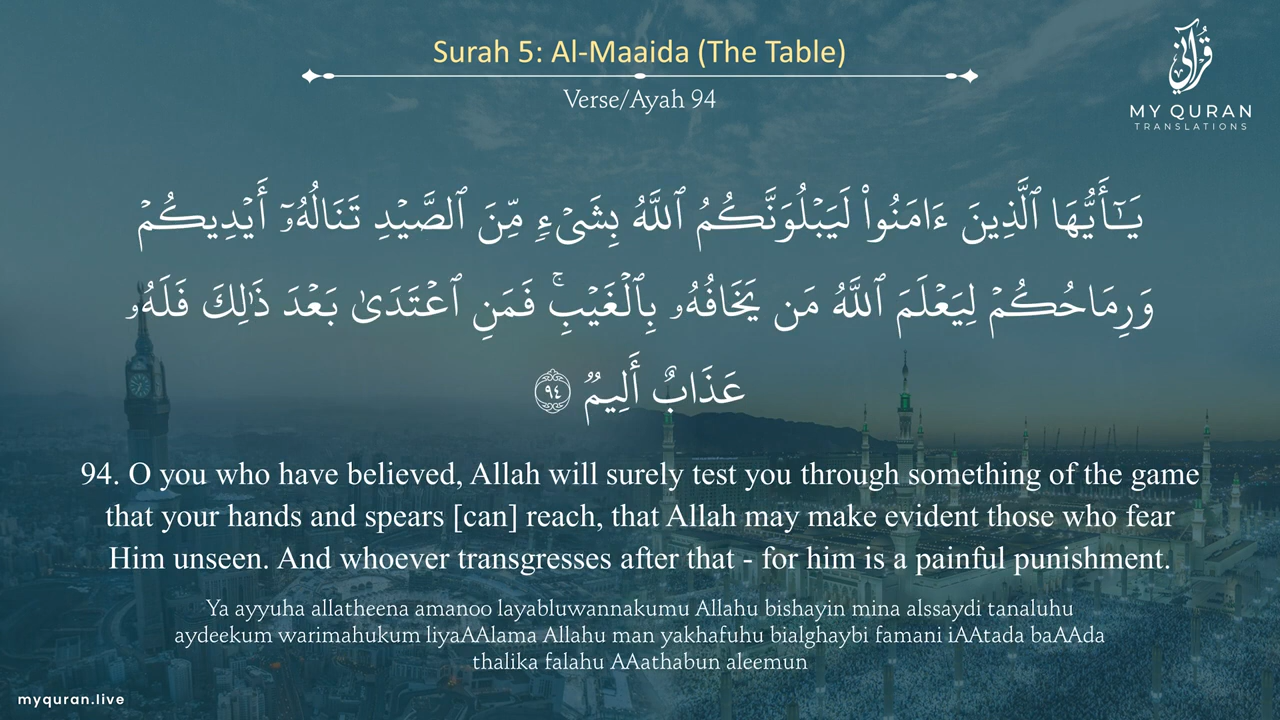 Surah 5: Al-Maaida (The Table)
Verse/Ayah 94
قرآني
MY QURAN
TRANSLATIONS
يَـٰٓأَيُّهَا ٱلَّذِينَ ءَامَنُوا۟ لَيَبْلُوَنَّكُمُ ٱللَّهُ بِشَىْءٍ مِّنَ ٱلصَّيْدِ تَنَالُهُۥٓ أَيْدِيكُمْ
وَرِمَاحُكُمْ لِيَعْلَمَ ٱللَّهُ مَن يَخَافُهُۥ بِٱلْغَيْبِ ۚ فَمَنِ ٱعْتَدَىٰ بَعْدَ ذَٰلِكَ فَلَهُۥ
عَذَابٌ أَلِيمٌ ٩٤
94. O you who have believed, Allah will surely test you through something of the game
that your hands and spears [can] reach, that Allah may make evident those who fear
Him unseen. And whoever transgresses after that - for him is a painful punishment.
Ya ayyuha allatheena amanoo layabluwannakumu Allahu bishayin mina alssaydi tanaluhu
aydeekum warimahukum liyaAAlama Allahu man yakhafuhu bialghaybi famani iAAtada baAAda
thalika falahu AAathabun aleemun
myquran.live